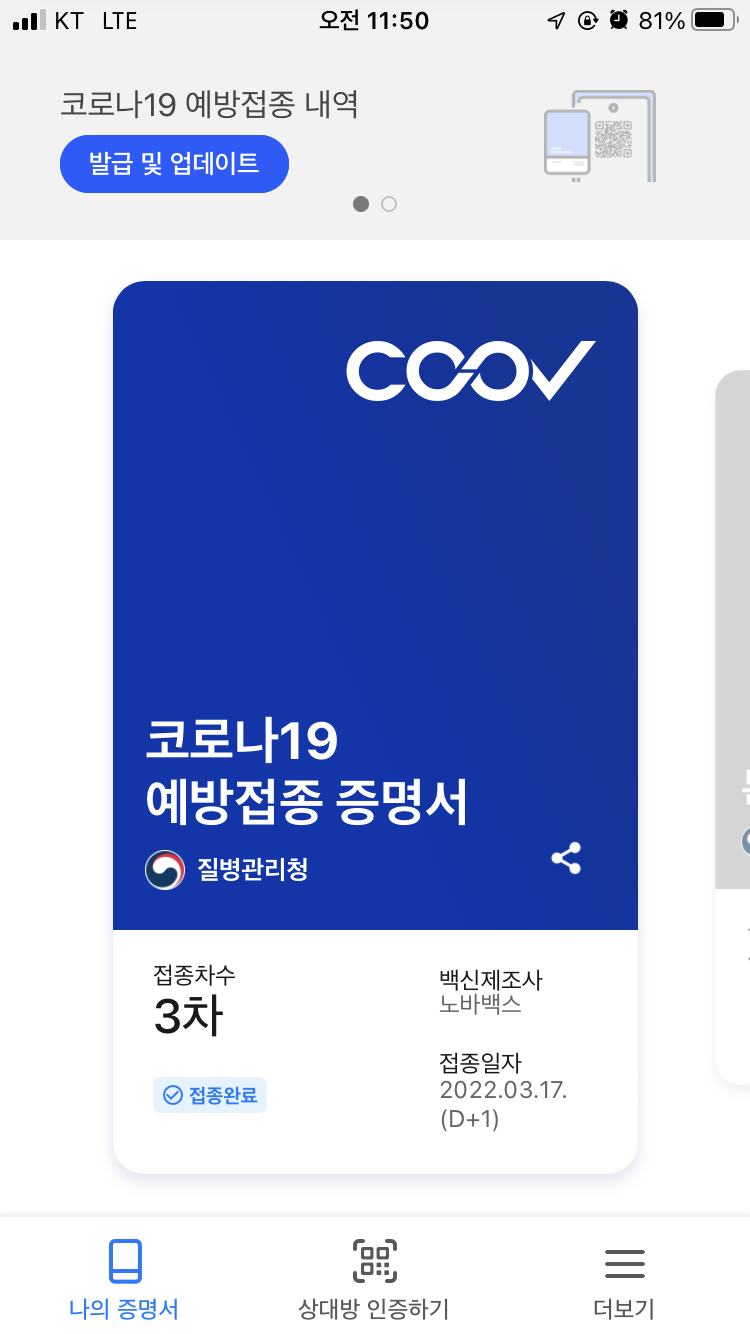 KT LTE 오전 11:50 81%
코로나19 예방접종 내역
발급 및 업데이트
COOV
코로나19
예방접종 증명서
질병관리청
접종차수
3차
접종완료
백신제조사
노바백스
접종일자
2022.03.17.
(D+1)
나의 증명서 상대방 인증하기 더보기